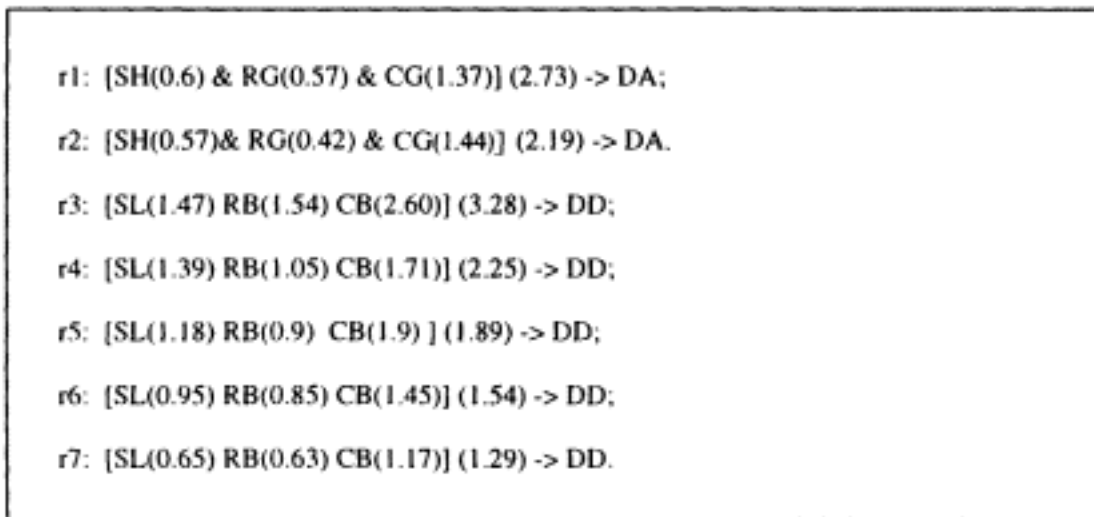 r1: [SH(0.6) & RG(0.57) & CG(1.37)] (2.73) -> DA;
r2: [SH(0.57)& RG(0.42) & CG(1.44)] (2.19) -> DA.
r3: [SL(1.47) RB(1.54) CB(2.60)] (3.28) -> DD;
r4: [SL(1.39) RB(1.05) CB(1.71)] (2.25) -> DD;
r5: [SL(1.18) RB(0.9) CB(1.9) ] (1.89) -> DD;
r6: [SL(0.95) RB(0.85) CB(1.45)] (1.54) -> DD;
r7: [SL(0.65) RB(0.63) CB(1.17)] (1.29) -> DD.